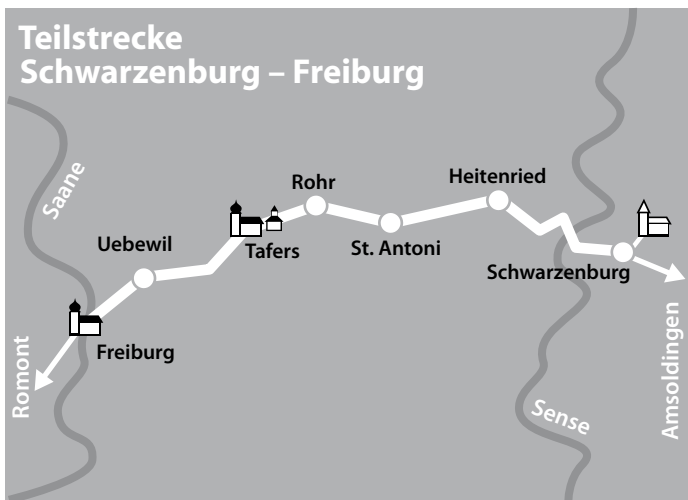 Teilstrecke
Schwarzenburg – Freiburg
Saane
Rohr
Heitenried
Uebewil
Tafers
St. Antoni
Schwarzenburg
Freiburg
Romont
Sense
Amsoldingen